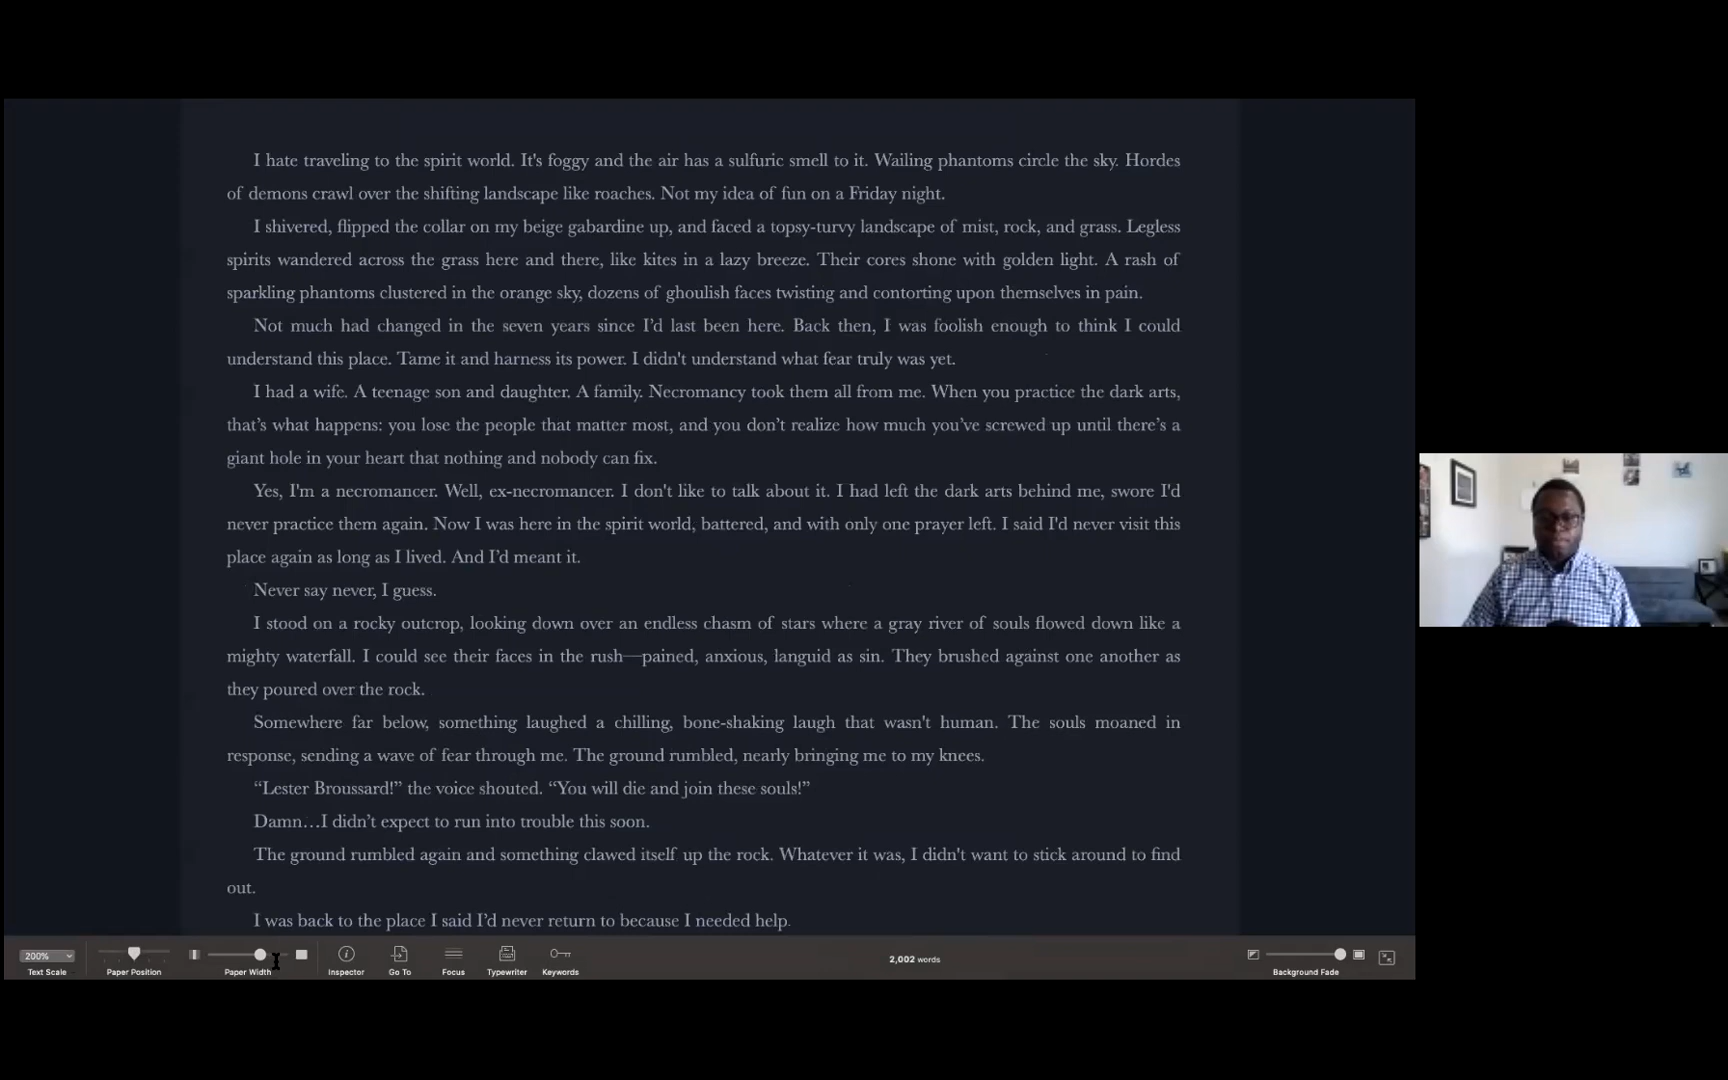 I hate traveling to the spirit world. It's foggy and the air has a sulfuric smell to it. Wailing phantoms circle the sky. Hordes
of demons crawl over the shifting landscape like roaches. Not my idea of fun on a Friday night.
I shivered, flipped the collar on my beige gabardine up, and faced a topsy-turvy landscape of mist, rock, and grass. Legless
spirits wandered across the grass here and there, like kites in a lazy breeze. Their cores shone with golden light. A rash of
sparkling phantoms clustered in the orange sky, dozens of ghoulish faces twisting and contorting upon themselves in pain.
Not much had changed in the seven years since I’d last been here. Back then, I was foolish enough to think I could
understand this place. Tame it and harness its power. I didn't understand what fear truly was yet.
I had a wife. A teenage son and daughter. A family. Necromancy took them all from me. When you practice the dark arts,
that’s what happens: you lose the people that matter most, and you don’t realize how much you’ve screwed up until there’s a
giant hole in your heart that nothing and nobody can fix.
Yes, I'm a necromancer. Well, ex-necromancer. I don't like to talk about it. I had left the dark arts behind me, swore I'd
never practice them again. Now I was here in the spirit world, battered, and with only one prayer left. I said I'd never visit this
place again as long as I lived. And I’d meant it.
Never say never, I guess.
I stood on a rocky outcrop, looking down over an endless chasm of stars where a gray river of souls flowed down like a
mighty waterfall. I could see their faces in the rush—pained, anxious, languid as sin. They brushed against one another as
they poured over the rock.
Somewhere far below, something laughed a chilling, bone-shaking laugh that wasn't human. The souls moaned in
response, sending a wave of fear through me. The ground rumbled, nearly bringing me to my knees.
“Lester Broussard!” the voice shouted. “You will die and join these souls!”
Damn…I didn’t expect to run into trouble this soon.
The ground rumbled again and something clawed itself up the rock. Whatever it was, I didn't want to stick around to find
out.
I was back to the place I said I’d never return to because I needed help.
200%
Text Scale
Paper Position
Paper Width
Inspector
Go To
Focus
Typewriter
Keywords
2,002 words
Background Fade